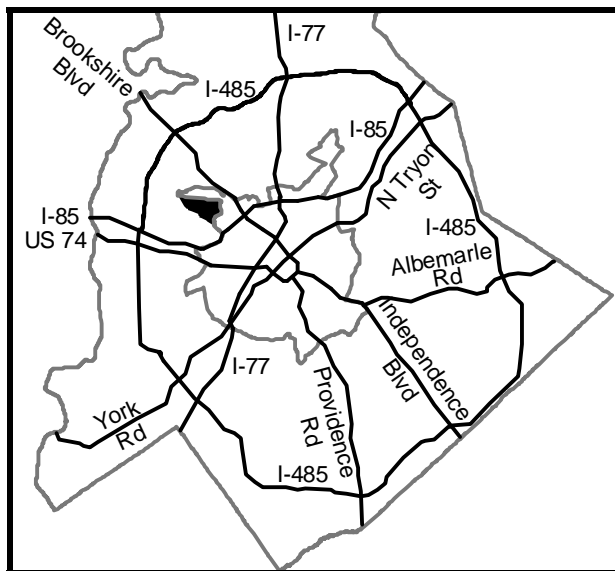 I-77
Brookshire
Blvd
I-485
I-85
N Tryon
St
I-85
US 74
I-485
Albemarle
Rd
Independence
Blvd
I-77
Providence
Rd
York
Rd
I-485